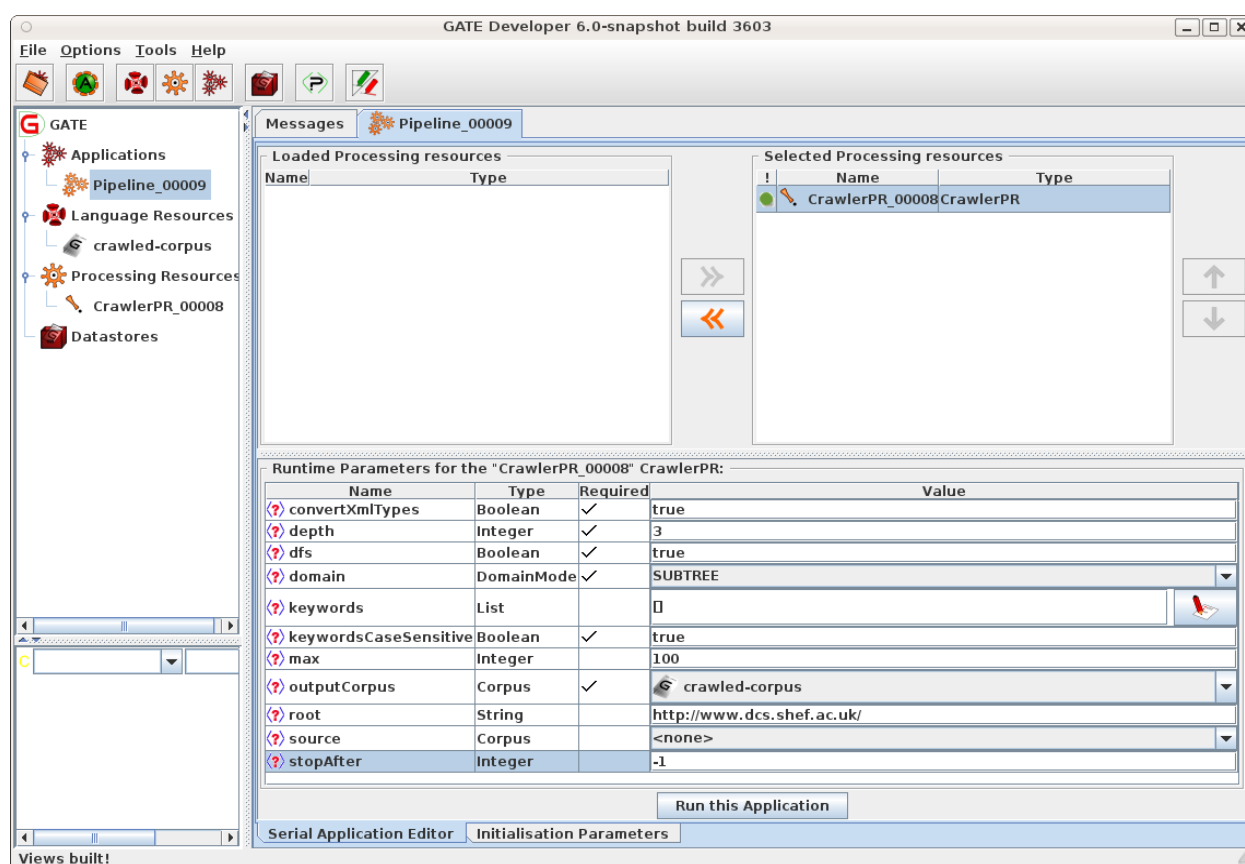 GATE Developer 6.0-snapshot build 3603
File Options Tools Help
GATE
Applications
Pipeline_00009
Language Resources
crawled-corpus
Processing Resources
CrawlerPR_00008
Datastores
Messages Pipeline_00009
Loaded Processing resources
Name Type
Selected Processing resources
! Name Type
CrawlerPR_00008 CrawlerPR
Runtime Parameters for the "CrawlerPR_00008" CrawlerPR:
Name Type Required Value
<?> convertXmlTypes Boolean ✓ true
<?> depth Integer ✓ 3
<?> dfs Boolean ✓ true
<?> domain DomainMode ✓ SUBTREE
<?> keywords List []
<?> keywordsCaseSensitive Boolean ✓ true
<?> max Integer 100
<?> outputCorpus Corpus ✓ crawled-corpus
<?> root String http://www.dcs.shef.ac.uk/
<?> source Corpus <none>
<?> stopAfter Integer -1
Run this Application
Serial Application Editor Initialisation Parameters
C
Views built!